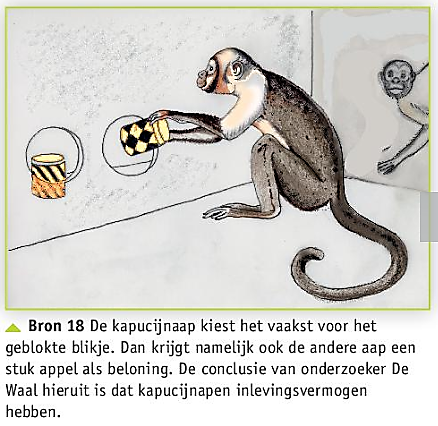 Bron 18 De kapucijnaap kiest het vaakst voor het
geblokte blikje. Dan krijgt namelijk ook de andere aap een
stuk appel als beloning. De conclusie van onderzoeker De
Waal hieruit is dat kapucijnapen inlevingsvermogen
hebben.